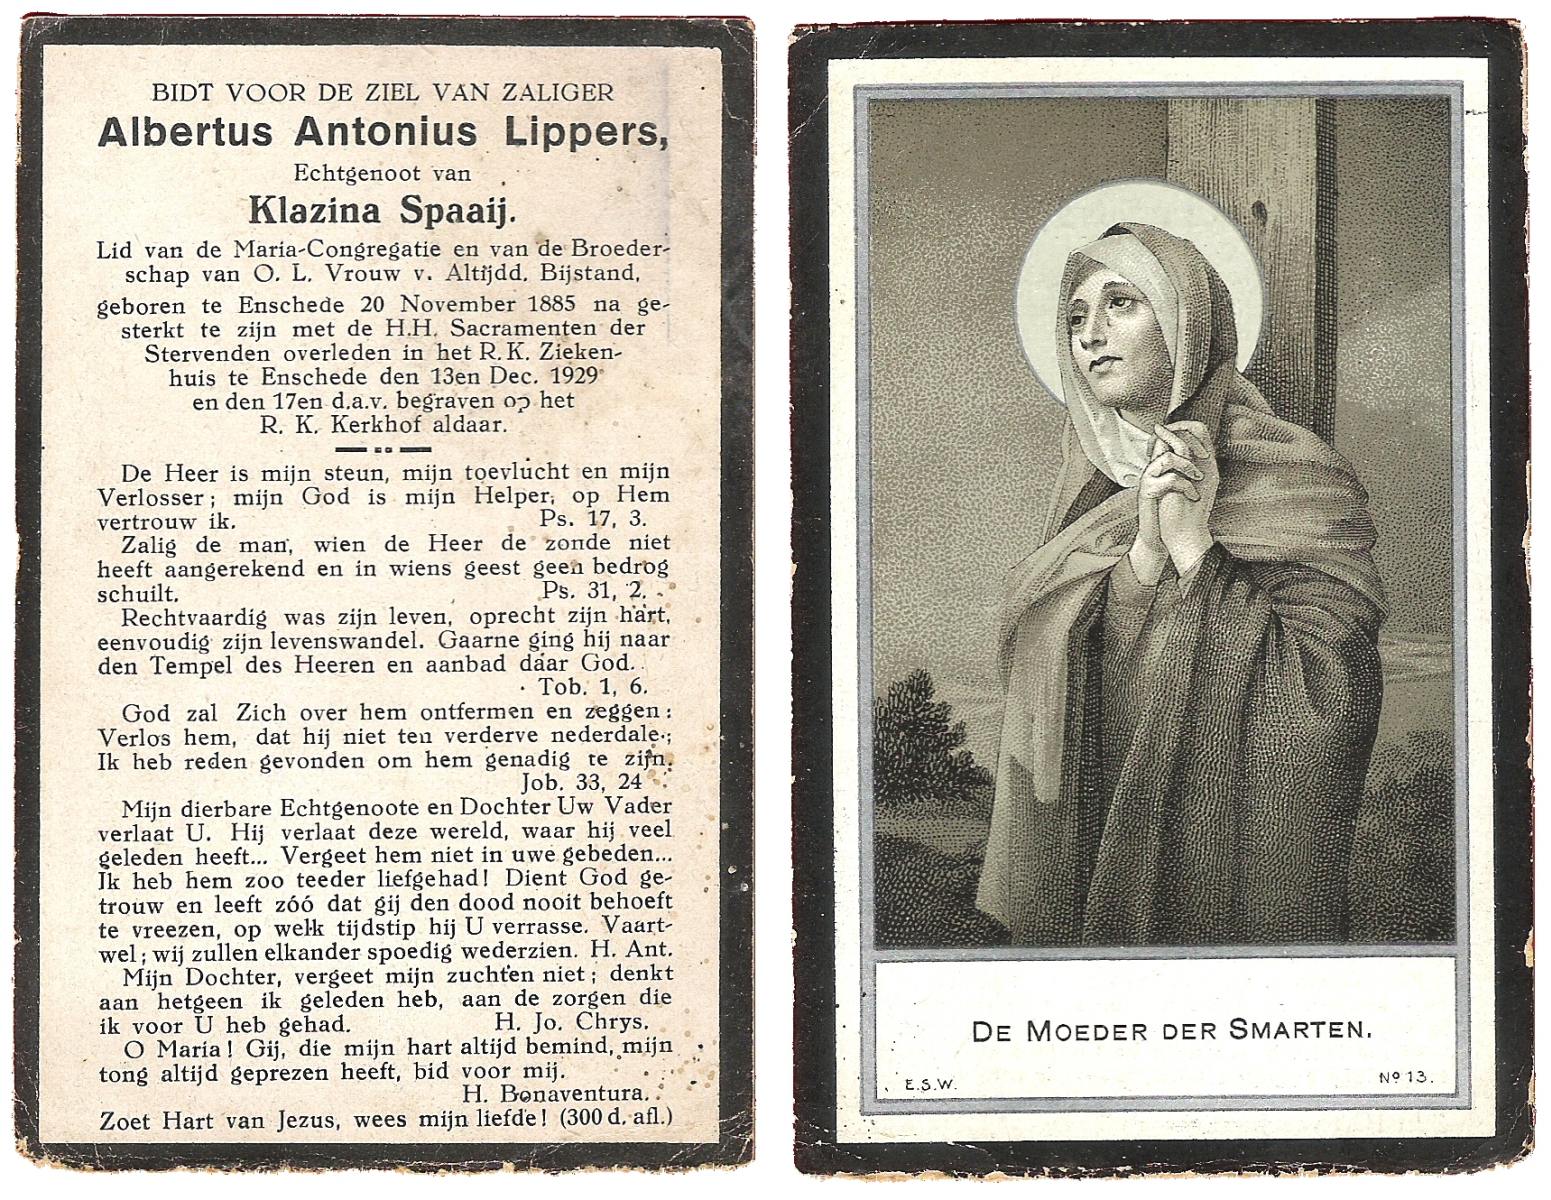 BIDT VOOR DE ZIEL VAN ZALIGER
Albertus Antonius Lippers,
Echtgenoot van
Klazina Spaaij.
Lid van de Maria-Congregatie en van de Broeder-
schap van O. L. Vrouw v. Altijdd. Bijstand,
geboren te Enschede 20 November 1885 na ge-
sterkt te zijn met de H.H. Sacramenten der
Stervenden overleden in het R.K. Zieken-
huis te Enschede den 13en Dec. 1929
en den 17en d.a.v. begraven op het
R. K. Kerkhof aldaar.
De Heer is mijn steun, mijn toevlucht en mijn
Verlosser; mijn God is mijn Helper, op Hem
vertrouw ik. Ps. 17, 3.
Zalig de man, wien de Heer de zonde niet
heeft aangerekend en in wiens geest geen bedrog
schuilt. Ps. 31, 2.
Rechtvaardig was zijn leven, oprecht zijn hart,
eenvoudig zijn levenswandel. Gaarne ging hij naar
den Tempel des Heeren en aanbad daar God.
Tob. 1, 6.
God zal Zich over hem ontfermen en zeggen:
Verlos hem, dat hij niet ten verderve nederdale;
Ik heb reden gevonden om hem genadig te zijn.
Job. 33, 24
Mijn dierbare Echtgenoote en Dochter Uw Vader
verlaat U. Hij verlaat deze wereld, waar hij veel
geleden heeft... Vergeet hem niet in uwe gebeden...
Ik heb hem zoo teeder liefgehad! Dient God ge-
trouw en leeft zóó dat gij den dood nooit behoeft
te vreezen, op welk tijdstip hij U verrasse. Vaart-
wel; wij zullen elkander spoedig wederzien. H. Ant.
Mijn Dochter, vergeet mijn zuchten niet; denkt
aan hetgeen ik geleden heb, aan de zorgen die
ik voor U heb gehad. H. Jo. Chrys.
O Maria! Gij, die mijn hart altijd bemind, mijn
tong altijd geprezen heeft, bid voor mij.
H. Bonaventura.
Zoet Hart van Jezus, wees mijn liefde! (300 d. afl.)
DE MOEDER DER SMARTEN.
E.S.W. No 13.